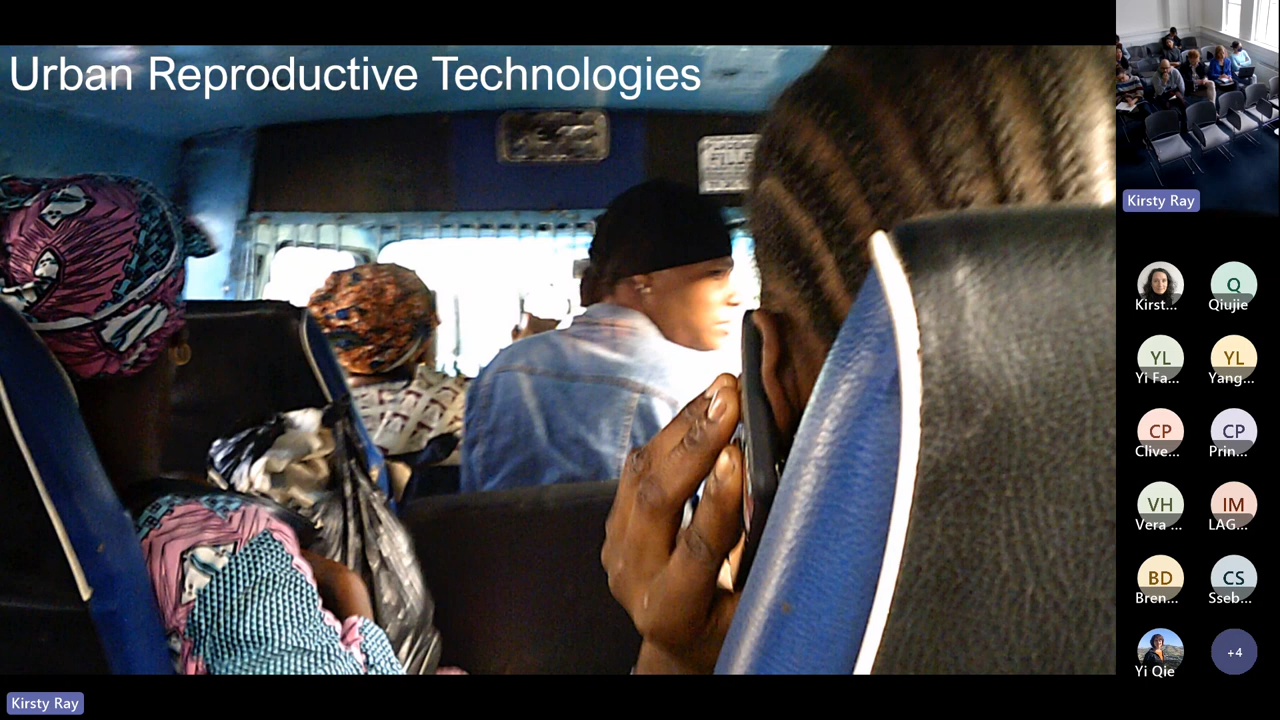 Urban Reproductive Technologies
Kirsty Ray
Kirst...
Q
Qiujie
YL
Yi Fa...
YL
Yang...
CP
Clive...
CP
Prin...
VH
Vera ...
IM
LAG...
BD
Bren...
CS
Sseb...
Yi Qie
+4
Kirsty Ray